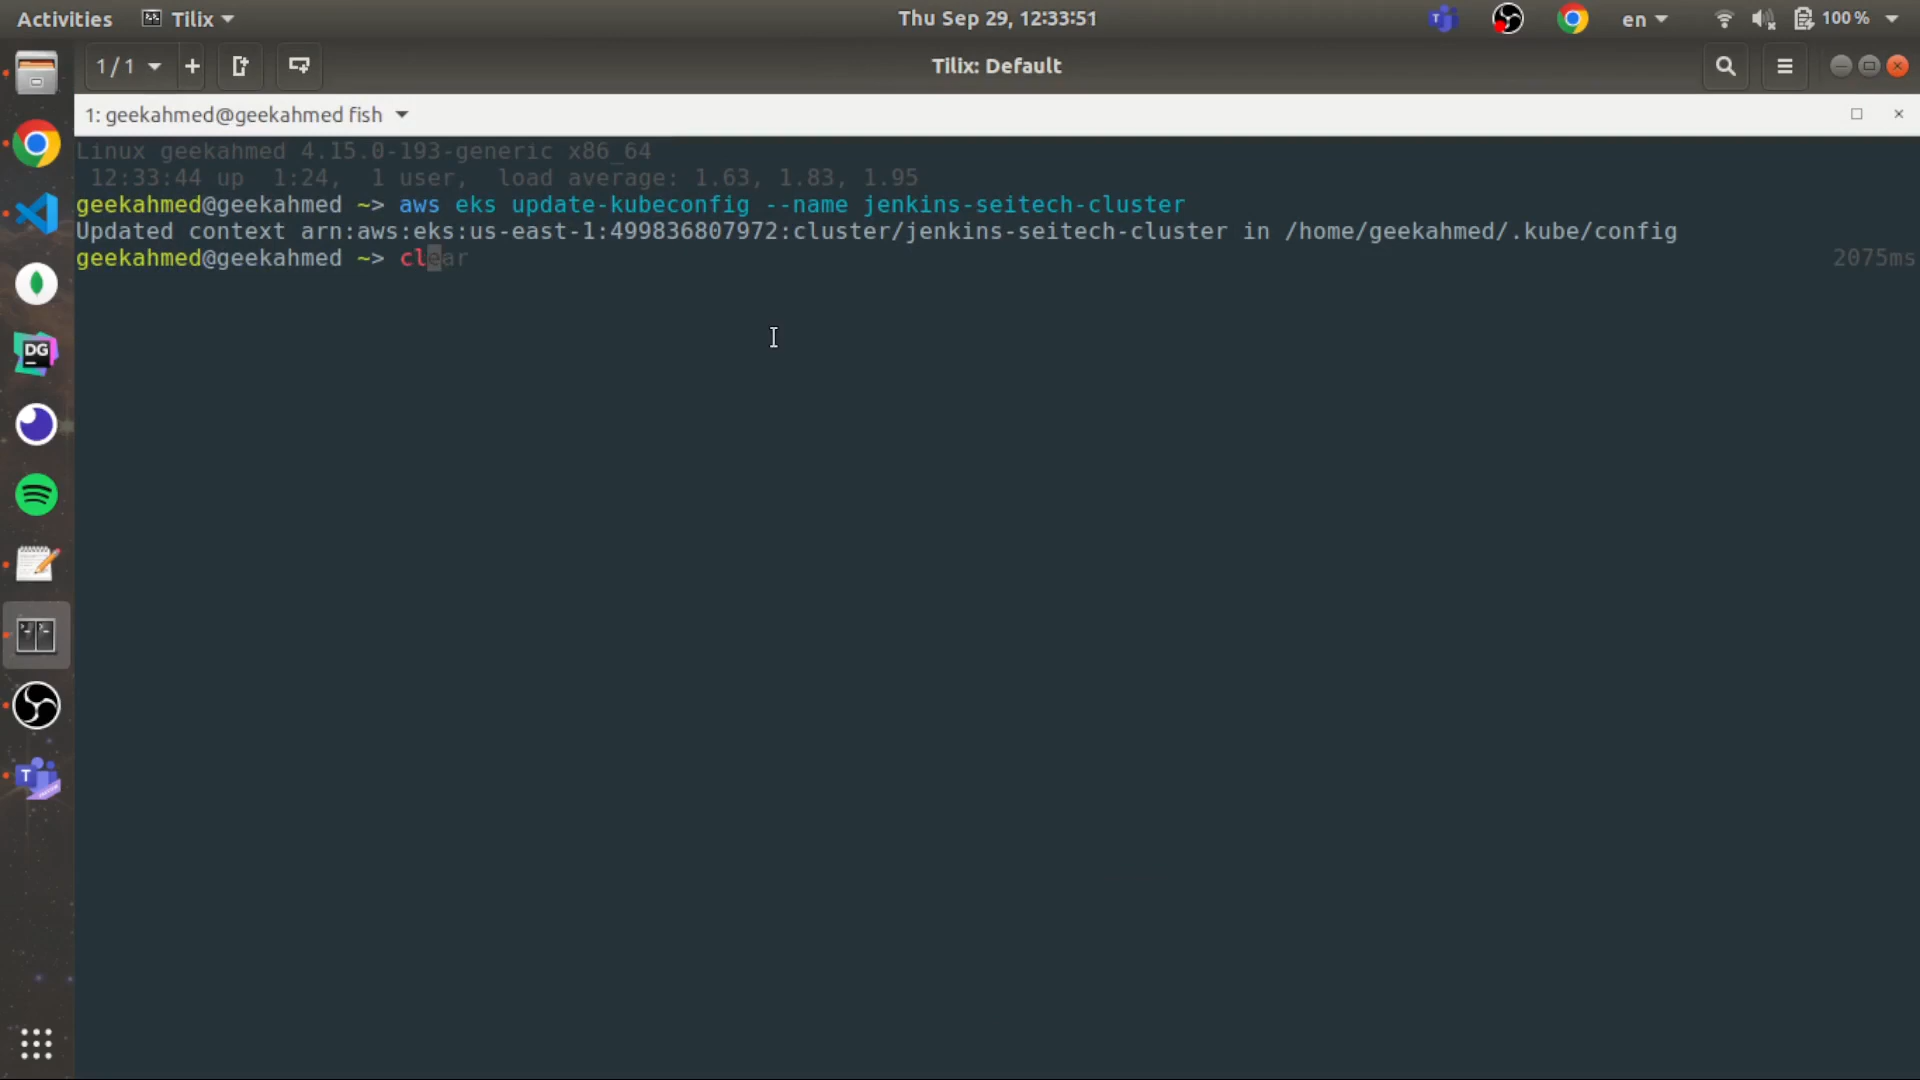 Activities Tilix Thu Sep 29, 12:33:51 en 100 %
1 / 1 Tilix: Default
1: geekahmed@geekahmed fish
Linux geekahmed 4.15.0-193-generic x86_64
12:33:44 up  1:24,  1 user,  load average: 1.63, 1.83, 1.95
geekahmed@geekahmed ~> aws eks update-kubeconfig --name jenkins-seitech-cluster
Updated context arn:aws:eks:us-east-1:499836807972:cluster/jenkins-seitech-cluster in /home/geekahmed/.kube/config
geekahmed@geekahmed ~> clear 2075ms
DG
T